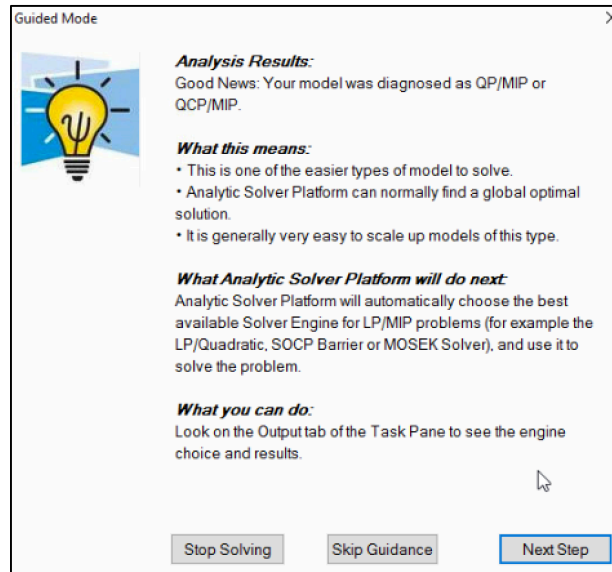 Guided Mode
Analysis Results:
Good News: Your model was diagnosed as QP/MIP or
QCP/MIP.
What this means:
• This is one of the easier types of model to solve.
• Analytic Solver Platform can normally find a global optimal
solution.
• It is generally very easy to scale up models of this type.
What Analytic Solver Platform will do next:
Analytic Solver Platform will automatically choose the best
available Solver Engine for LP/MIP problems (for example the
LP/Quadratic, SOCP Barrier or MOSEK Solver), and use it to
solve the problem.
What you can do:
Look on the Output tab of the Task Pane to see the engine
choice and results.
Stop Solving Skip Guidance Next Step